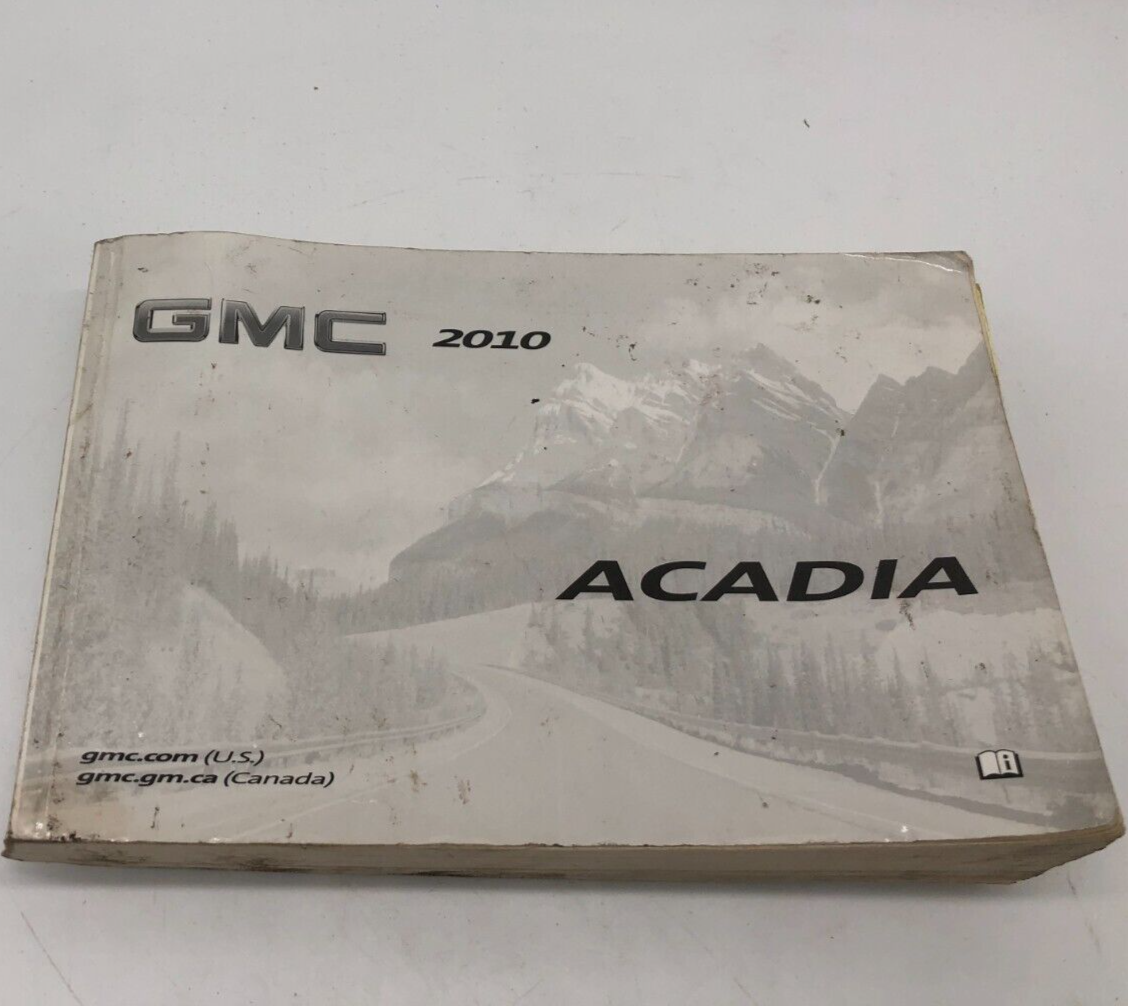 GMC 2010
ACADIA
gmc.com (U.S.)
gmc.gm.ca (Canada)
i